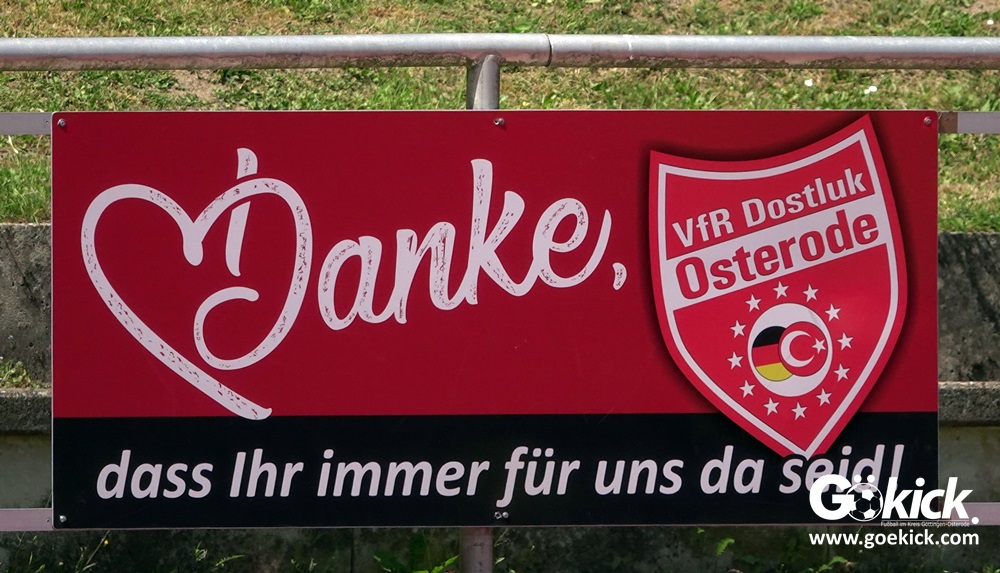 Danke,
VfR Dostluk
Osterode
dass Ihr immer für uns da seid!
Gökick.
Fußball im Kreis Göttingen-Osterode
www.goekick.com